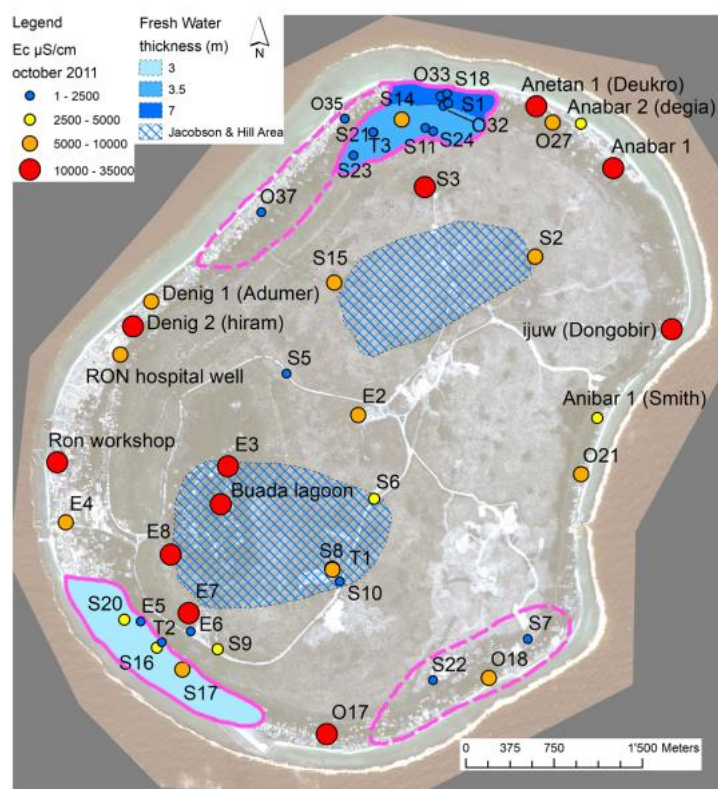 Legend
Ec µS/cm
october 2011
1 - 2500
2500 - 5000
5000 - 10000
10000 - 35000
Fresh Water
thickness (m)
3
3.5
7
Jacobson & Hill Area
N
O33
S18
O35
S14
S1
Anetan 1 (Deukro)
Anabar 2 (degia)
S21
T3
S11
S24
O32
O27
S23
Anabar 1
S3
O37
S2
S15
Denig 1 (Adumer)
Denig 2 (hiram)
ijuw (Dongobir)
RON hospital well
S5
E2
Anibar 1 (Smith)
Ron workshop
E3
O21
Buada lagoon
S6
E4
E8
S8
T1
S10
E7
S20
E5
E6
T2
S9
S7
S16
S22
O18
S17
O17
0 375 750 1'500 Meters